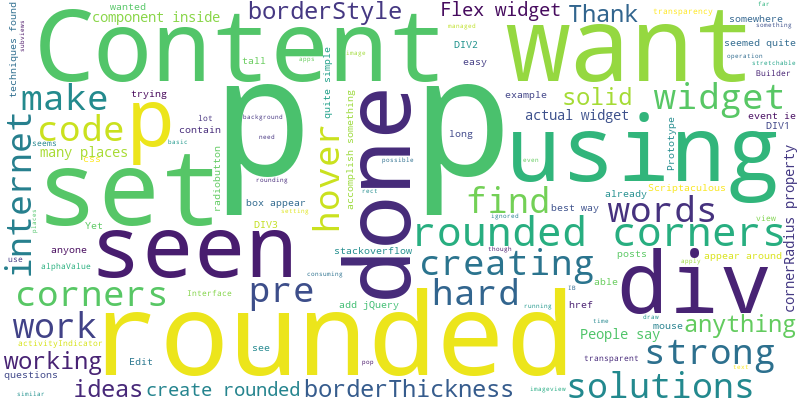 techniques found
subviews
wanted
component inside
borderStyle
Flex widget
managed
Thank
transparency
far
somewhere
something
Content
want
DIV2
seemed quite
operation
tall
quite simple
image
apps
easy
stretchable
Builder
make
trying
p
p
done
example
solid
widget
code
p
lot
contain
background
need
hover
accomplish something
long
actual widget
event ie
DIV1
using
internet
seems
many places
basic
radiobutton
rounding
possible
rect
even
Prototype
set
box appear
find
already
Scriptaculous
places
Yet
setting
DIV3
ignored
best way
words
view
cornerRadius property
use
anyone
seen
stackoverflow
though
rounded corners
posts
appear around
alphaValue
consuming
creating
able
apply
div
corners
Interface
pre
add jQuery
hard
IB
href
running
time
draw
mouse
anything
work
rounded
People say
activityIndicator
working
Edit
see
pop
transparent
strong
last
questions
similar
ideas
create rounded
borderThickness
imageview
solutions